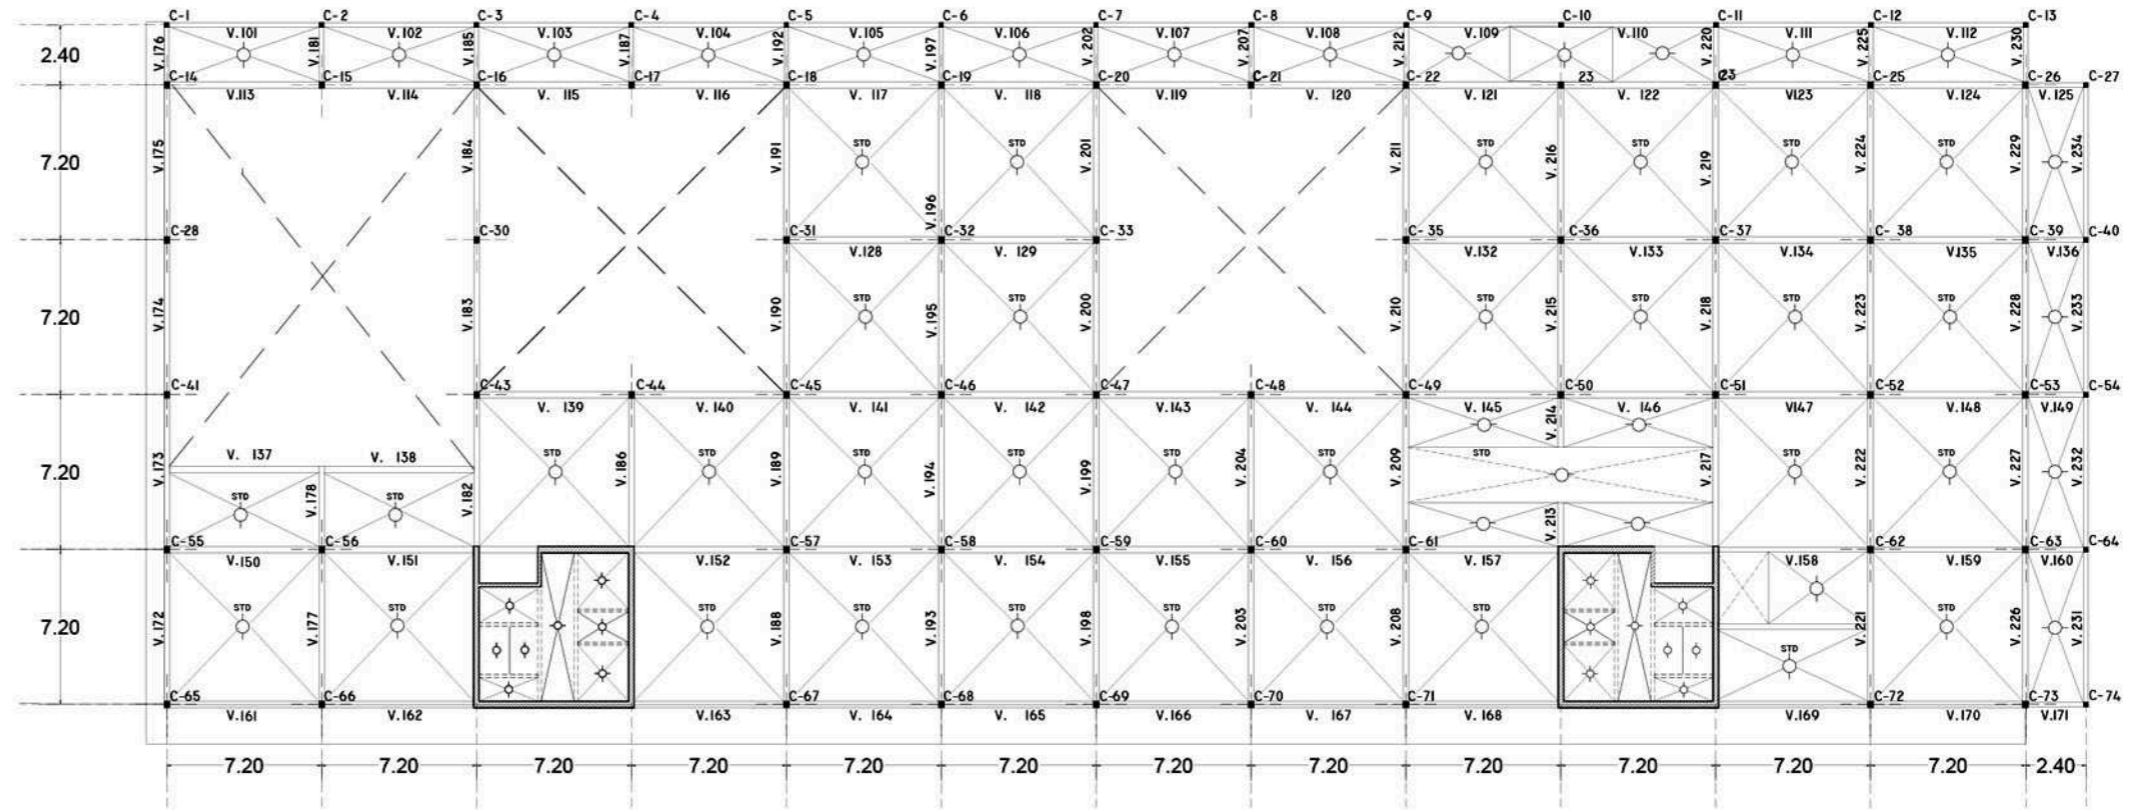 C-1 C-2 C-3 C-4 C-5 C-6 C-7 C-8 C-9 C-10 C-11 C-12 C-13
V.101 V.102 V.103 V.104 V.105 V.106 V.107 V.108 V.109 V.110 V.111 V.112
2.40 V.176 V.181 V.185 V.187 V.192 V.197 V.202 V.207 V.212 V.220 V.225 V.230
C-14 C-15 C-16 C-17 C-18 C-19 C-20 C-21 C-22 23 23 C-25 C-26 C-27
V.113 V.114 V. 115 V. 116 V. 117 V. 118 V.119 V. 120 V. 121 V. 122 V.123 V.124 V.125
STD STD STD STD STD STD
7.20 V.175 V.184 V.191 V.196 V.201 V.211 V.216 V.219 V.224 V.229 V.234
C-28 C-30 C-31 C-32 C-33 C-35 C-36 C-37 C-38 C-39 C-40
V.128 V. 129 V.132 V.133 V.134 V.135 V.136
STD STD STD STD STD STD
7.20 V.174 V.183 V.190 V.195 V.200 V.210 V.215 V.218 V.223 V.228 V.233
C-41 C-43 C-44 C-45 C-46 C-47 C-48 C-49 C-50 C-51 C-52 C-53 C-54
V. 139 V. 140 V. 141 V. 142 V.143 V. 144 V. 145 V.214 V. 146 V.147 V.148 V.149
V. 137 V. 138
STD STD STD STD STD STD STD STD STD
7.20 V.173 V.186 V.189 V.194 V.199 V.204 V.209 V.217 V.222 V.227 V.232
STD V.178 STD V.182 V.213
C-55 C-56 C-57 C-58 C-59 C-60 C-61 C-62 C-63 C-64
V.150 V.151 V.152 V. 153 V. 154 V.155 V. 156 V. 157 V.158 V.159 V.160
STD STD STD STD STD STD STD STD STD
7.20 V.172 V.177 V.188 V.193 V.198 V.203 V.208 V.221 V.226 V.231
STD
C-65 C-66 C-67 C-68 C-69 C-70 C-71 C-72 C-73 C-74
V.161 V.162 V.163 V. 164 V. 165 V.166 V. 167 V. 168 V.169 V.170 V.171
7.20 7.20 7.20 7.20 7.20 7.20 7.20 7.20 7.20 7.20 7.20 7.20 2.40